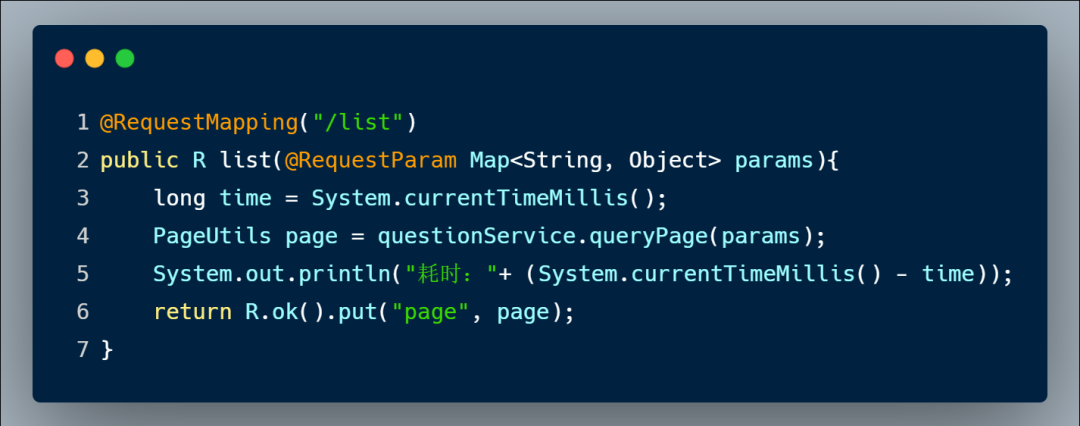 1 @RequestMapping("/list")
2 public R list(@RequestParam Map<String, Object> params){
3     long time = System.currentTimeMillis();
4     PageUtils page = questionService.queryPage(params);
5     System.out.println("耗时："+ (System.currentTimeMillis() - time));
6     return R.ok().put("page", page);
7 }